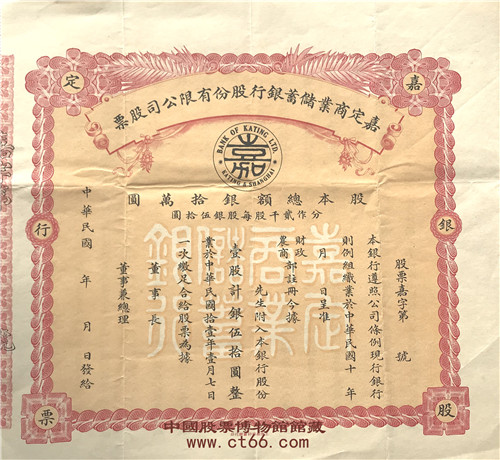 嘉定商業儲蓄銀行股份有限公司股票
嘉
定
銀
行
股
票
BANK OF KATING LTD.
嘉
KATING & SHANGHAI
股本總額銀拾萬圓
分作貳千股每股銀伍拾圓
股票嘉字第 號
本銀行遵照公司條例現行銀行
則例組織業於中華民國十年
月 日呈准
財政
農商部註冊今據
先生附入本銀行股份
壹股計銀伍拾圓整
業於中華民國拾壹年壹月七日
一次繳足合給股票為據
董事長
董事兼總理
中華民國 年 月 日發給
嘉定商業儲蓄銀行
中國股票博物館館藏
www.ct66.com